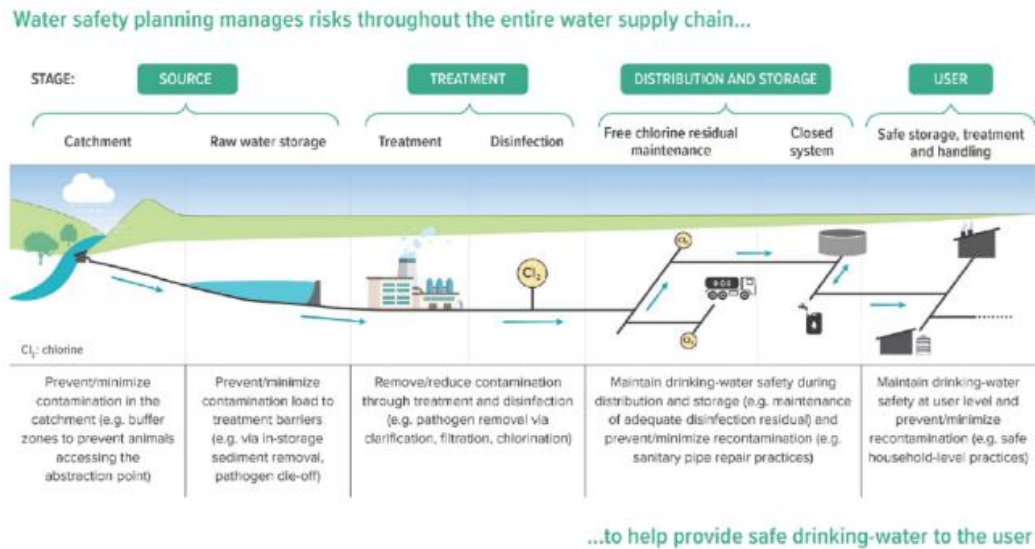 Water safety planning manages risks throughout the entire water supply chain...
STAGE:
SOURCE
TREATMENT
DISTRIBUTION AND STORAGE
USER
Catchment
Raw water storage
Treatment
Disinfection
Free chlorine residual
maintenance
Closed
system
Safe storage, treatment
and handling
Cl₂
Cl₂
Cl₂
Cl₂: chlorine
Prevent/minimize
contamination in the
catchment (e.g. buffer
zones to prevent animals
accessing the
abstraction point)
Prevent/minimize
contamination load to
treatment barriers
(e.g. via in-storage
sediment removal,
pathogen die-off)
Remove/reduce contamination
through treatment and disinfection
(e.g. pathogen removal via
clarification, filtration, chlorination)
Maintain drinking-water safety during
distribution and storage (e.g. maintenance
of adequate disinfection residual) and
prevent/minimize recontamination (e.g.
sanitary pipe repair practices)
Maintain drinking-water
safety at user level and
prevent/minimize
recontamination (e.g. safe
household-level practices)
...to help provide safe drinking-water to the user